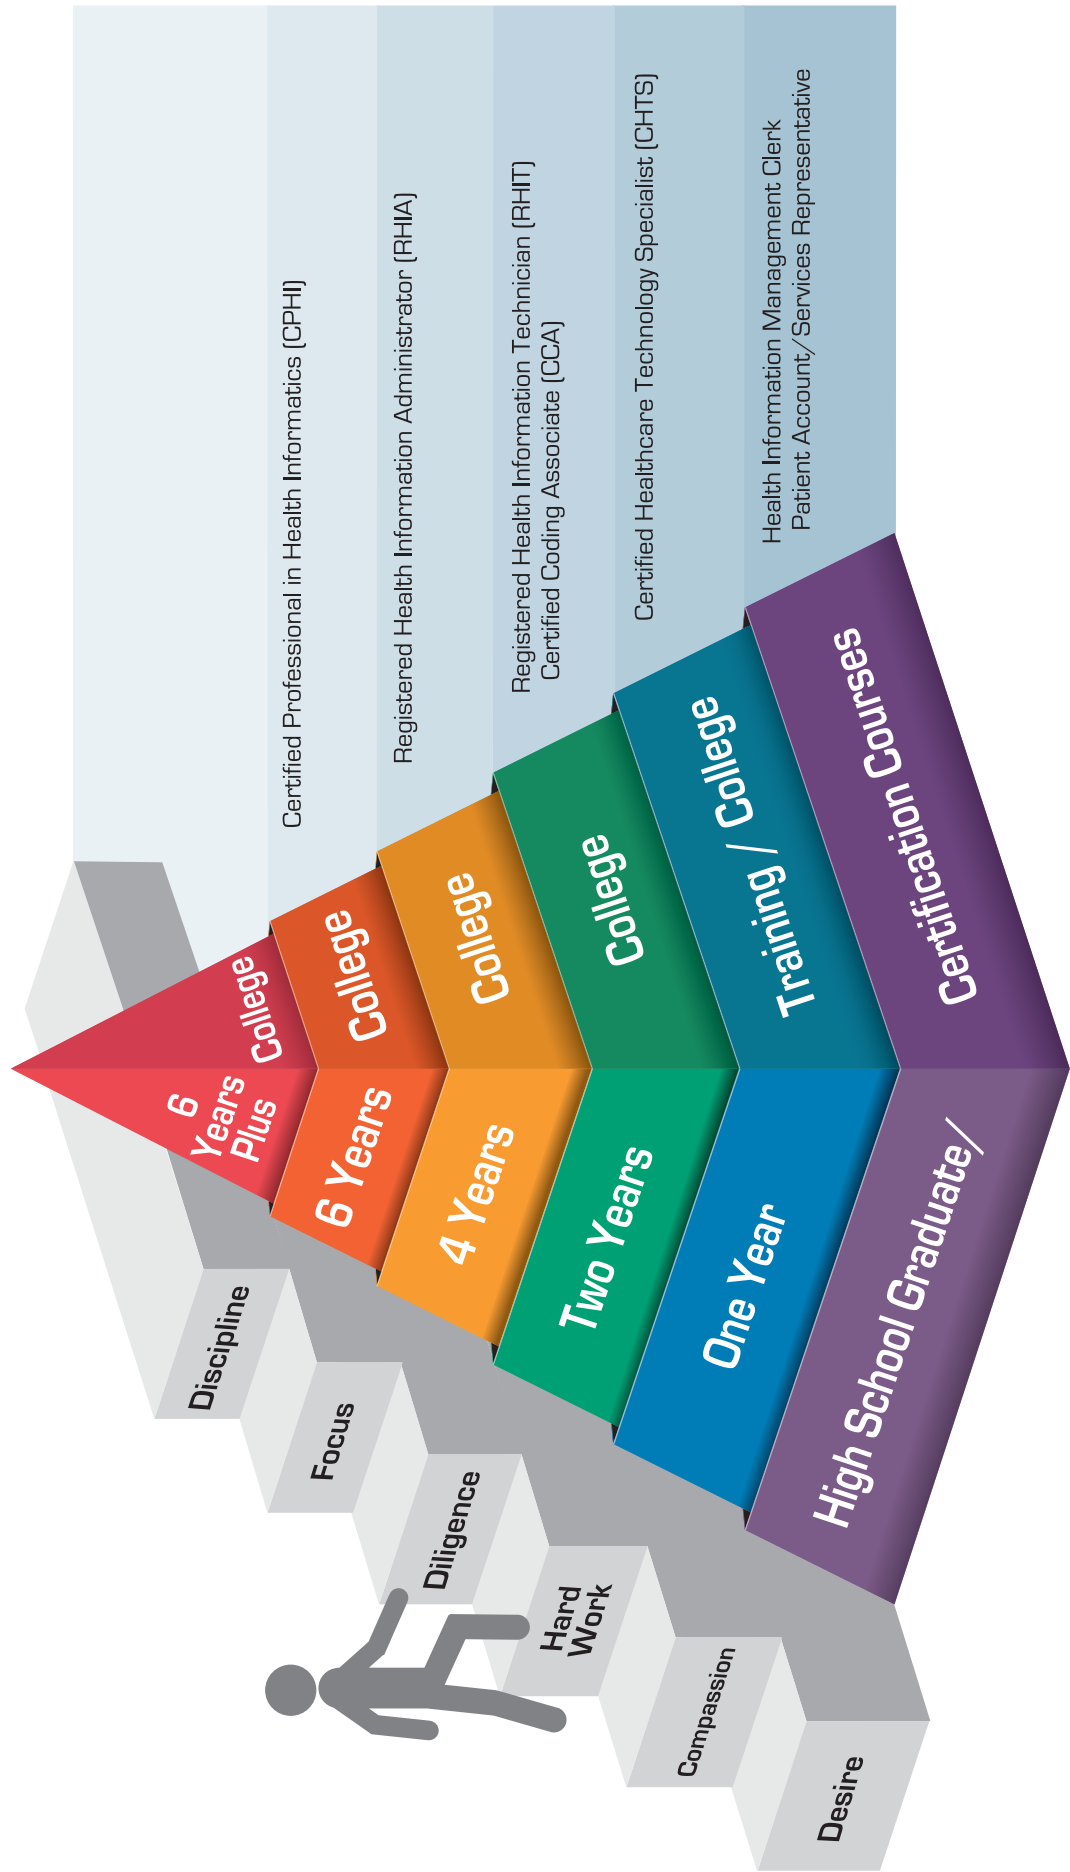 6
Years
Plus
College
Certified Professional in Health Informatics (CPHI)
6 Years
College
Registered Health Information Administrator (RHIA)
4 Years
College
Registered Health Information Technician (RHIT)
Certified Coding Associate (CCA)
Two Years
College
Certified Healthcare Technology Specialist (CHTS)
One Year
Training / College
Health Information Management Clerk
Patient Account/Services Representative
High School Graduate/
Certification Courses
Discipline
Focus
Diligence
Hard
Work
Compassion
Desire